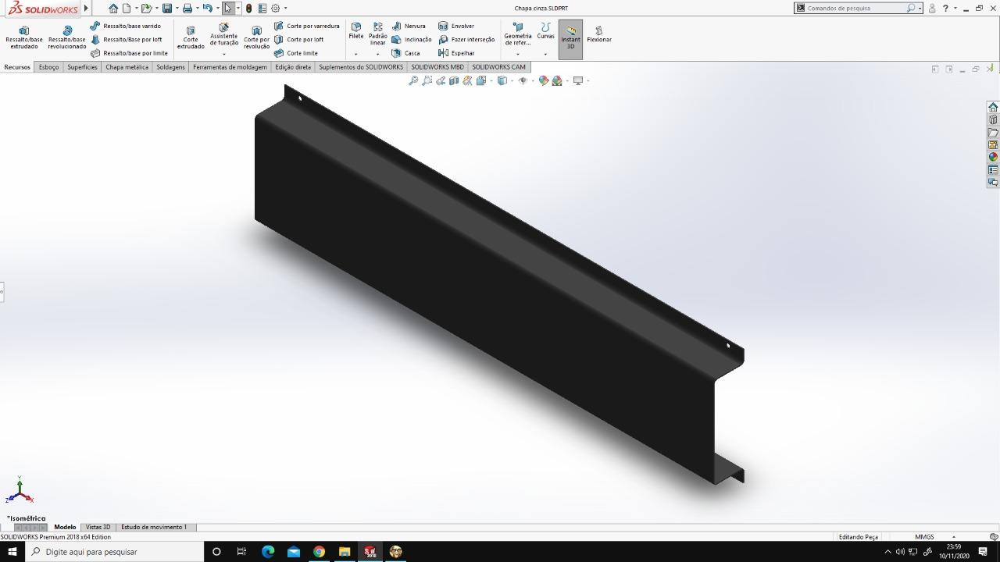 SOLIDWORKS
Chapa cinza.SLDPRT
Comandos de pesquisa
?
Ressalto/base extrudado
Ressalto/base revolucionado
Ressalto/base varrido
Ressalto/base por loft
Ressalto/base por limite
Corte extrudado
Assistente de furação
Corte por revolução
Corte por varredura
Corte por loft
Corte limite
Filete
Padrão linear
Nervura
Inclinação
Casca
Envolver
Fazer interseção
Espelhar
Geometria de refer...
Curvas
Instant 3D
Flexionar
Recursos Esboço Superfícies Chapa metálica Soldagens Ferramentas de moldagem Edição direta Suplementos do SOLIDWORKS SOLIDWORKS MBD SOLIDWORKS CAM
Y
Z X
*Isométrica
Modelo Vistas 3D Estudo de movimento 1
SOLIDWORKS Premium 2018 x64 Edition
Editando Peça MMGS
Digite aqui para pesquisar
SW 2018
23:59
10/11/2020